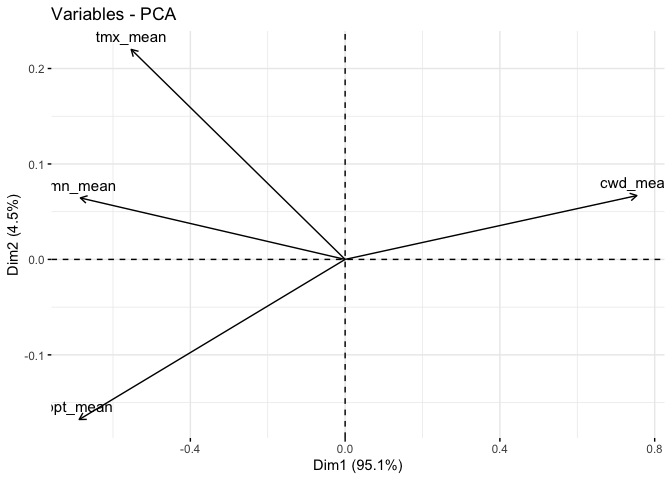 Variables - PCA
tmx_mean
mn_mean
cwd_mea
ppt_mean
0.2
0.1
0.0
-0.1
Dim2 (4.5%)
-0.4
0.0
0.4
0.8
Dim1 (95.1%)